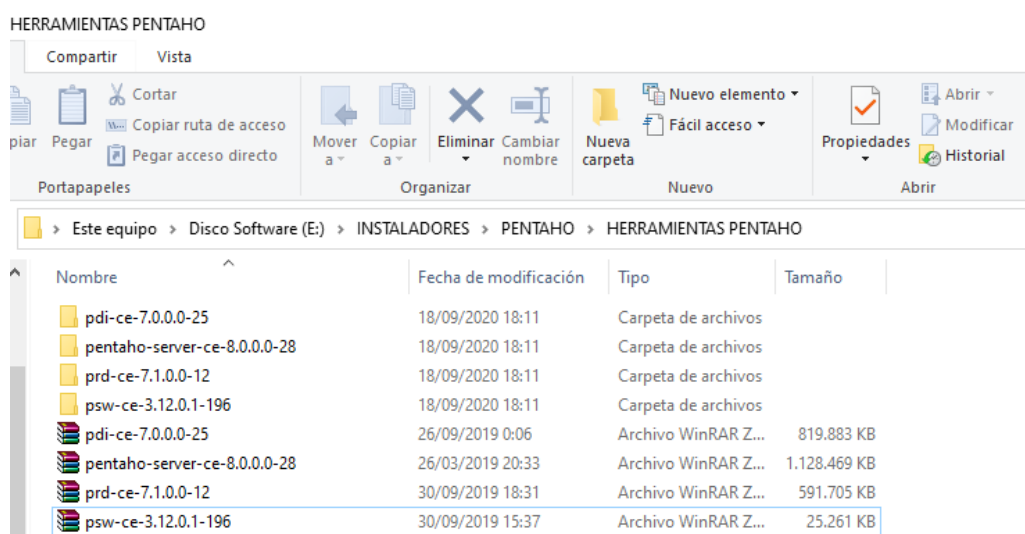 HERRAMIENTAS PENTAHO
Compartir Vista
Cortar
Copiar ruta de acceso
Pegar acceso directo
piar Pegar
Mover a
Copiar a
Eliminar
Cambiar nombre
Nueva carpeta
Nuevo elemento
Fácil acceso
Propiedades
Abrir
Modificar
Historial
Portapapeles Organizar Nuevo Abrir
Este equipo > Disco Software (E:) > INSTALADORES > PENTAHO > HERRAMIENTAS PENTAHO
Nombre Fecha de modificación Tipo Tamaño
pdi-ce-7.0.0.0-25 18/09/2020 18:11 Carpeta de archivos
pentaho-server-ce-8.0.0.0-28 18/09/2020 18:11 Carpeta de archivos
prd-ce-7.1.0.0-12 18/09/2020 18:11 Carpeta de archivos
psw-ce-3.12.0.1-196 18/09/2020 18:11 Carpeta de archivos
pdi-ce-7.0.0.0-25 26/09/2019 0:06 Archivo WinRAR Z... 819.883 KB
pentaho-server-ce-8.0.0.0-28 26/03/2019 20:33 Archivo WinRAR Z... 1.128.469 KB
prd-ce-7.1.0.0-12 30/09/2019 18:31 Archivo WinRAR Z... 591.705 KB
psw-ce-3.12.0.1-196 30/09/2019 15:37 Archivo WinRAR Z... 25.261 KB